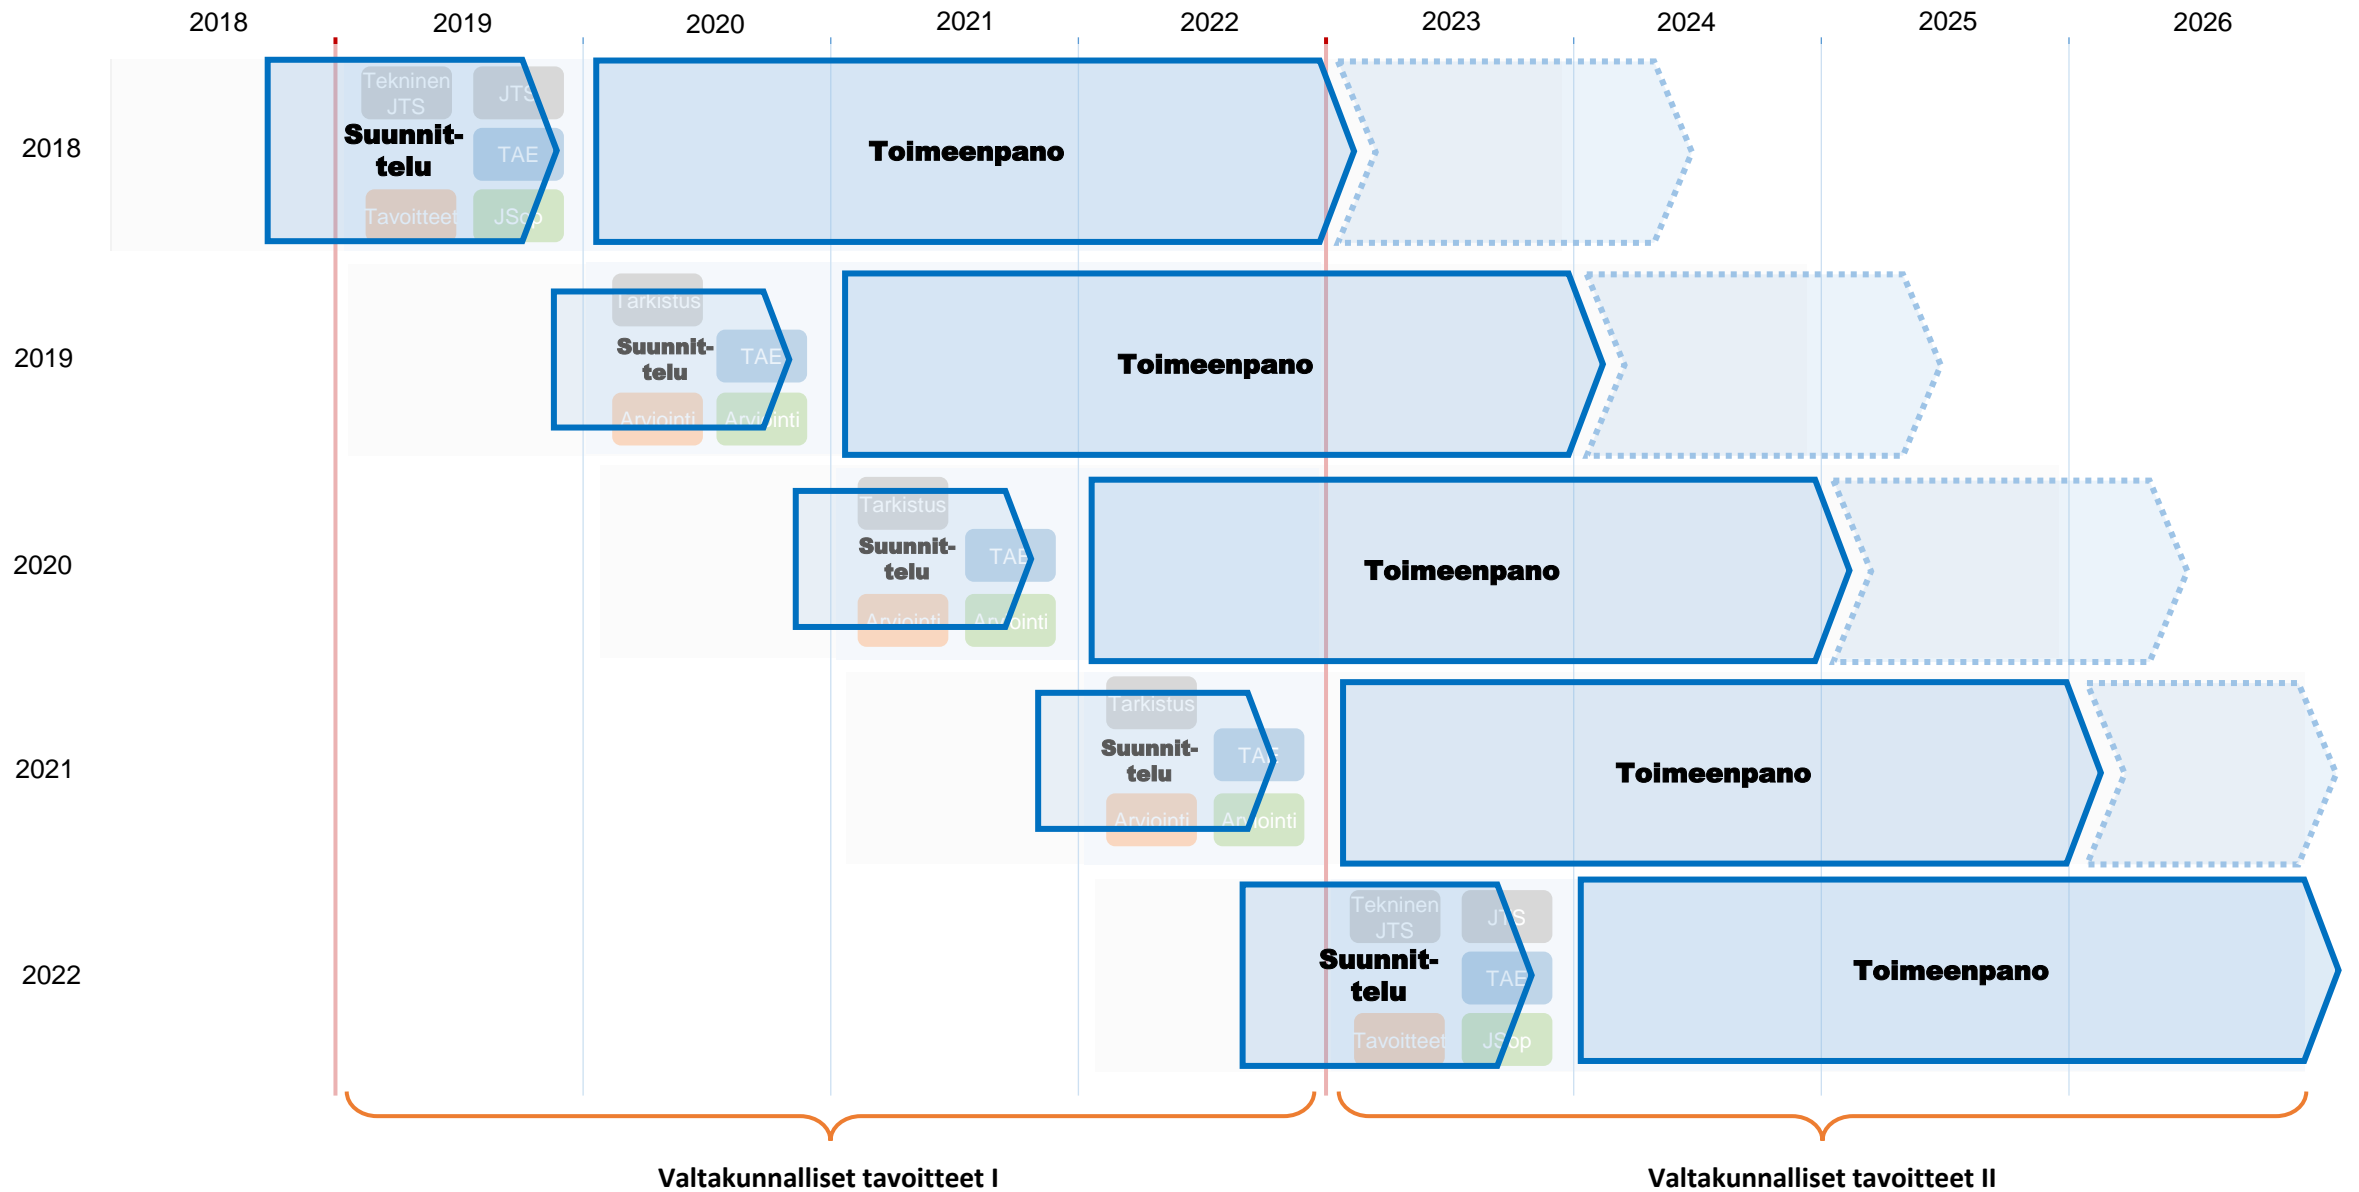 2018 2019 2020 2021 2022 2023 2024 2025 2026
2018
Tekninen
JTS
JTS
Suunnit-
telu
TAE
Tavoitteet
JSop
Toimeenpano
2019
Tarkistus
Suunnit-
telu
TAE
Arviointi
Arviointi
Toimeenpano
2020
Tarkistus
Suunnit-
telu
TAE
Arviointi
Arviointi
Toimeenpano
2021
Tarkistus
Suunnit-
telu
TAE
Arviointi
Arviointi
Toimeenpano
2022
Tekninen
JTS
JTS
Suunnit-
telu
TAE
Tavoitteet
JSop
Toimeenpano
Valtakunnalliset tavoitteet I
Valtakunnalliset tavoitteet II